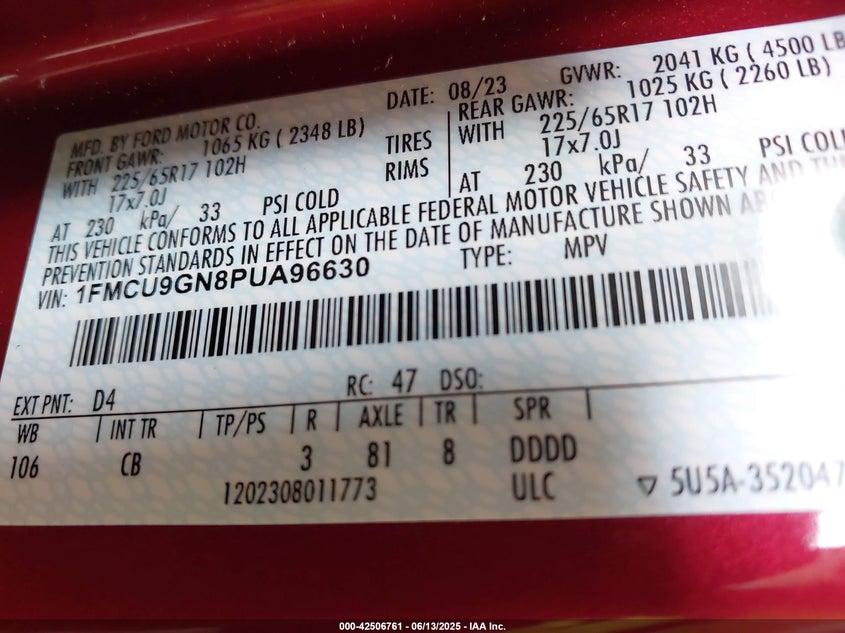 MFD. BY FORD MOTOR CO.
DATE: 08/23
GVWR: 2041 KG ( 4500 LB
FRONT GAWR: 1065 KG ( 2348 LB)
REAR GAWR: 1025 KG ( 2260 LB)
WITH 225/65R17 102H
TIRES
WITH 225/65R17 102H
17x7.0J
RIMS
17x7.0J
AT 230 kPa/ 33 PSI COLD
AT 230 kPa/ 33 PSI COLD
THIS VEHICLE CONFORMS TO ALL APPLICABLE FEDERAL MOTOR VEHICLE SAFETY AND
PREVENTION STANDARDS IN EFFECT ON THE DATE OF MANUFACTURE SHOWN
VIN: 1FMCU9GN8PUA96630
TYPE: MPV
EXT PNT: D4 RC: 47 DSO:
WB INT TR TP/PS R AXLE TR SPR
106 CB 3 81 8 DDDD
1202308011773 ULC ▽ 5U5A-352047
000-42506761 - 06/13/2025 - IAA Inc.